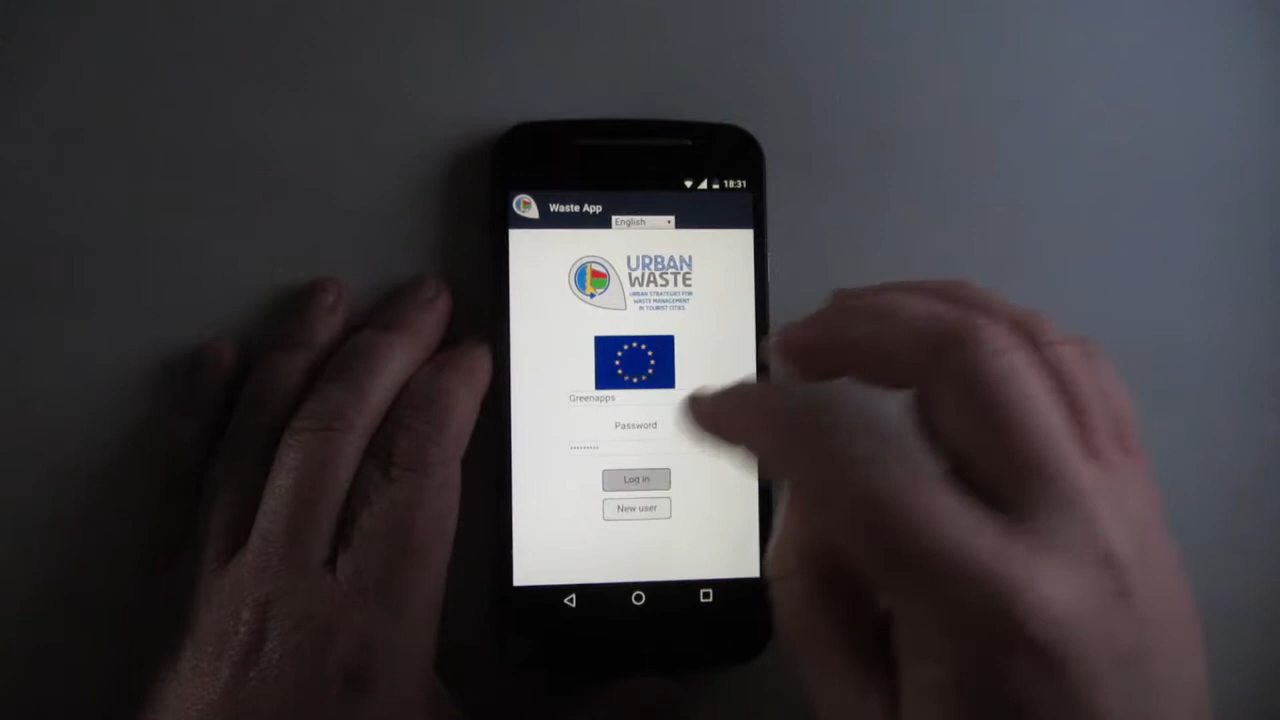 18:31
Waste App
English
URBAN
WASTE
URBAN STRATEGIES FOR
WASTE MANAGEMENT
IN TOURIST CITIES
Greenapps
Password
•••••••••
Log in
New user